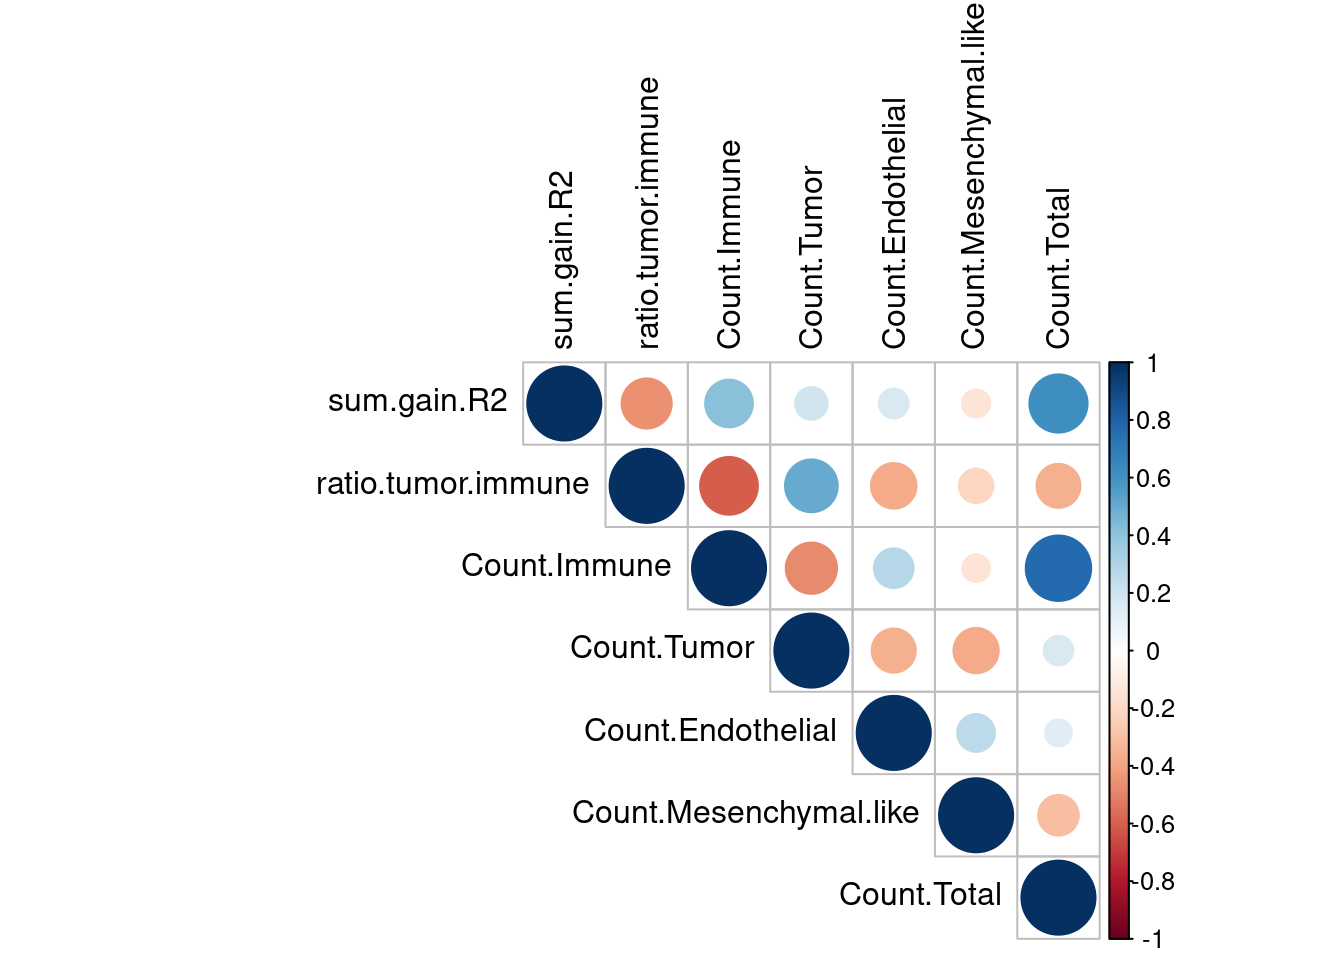 sum.gain.R2
ratio.tumor.immune
Count.Immune
Count.Tumor
Count.Endothelial
Count.Mesenchymal.like
Count.Total
sum.gain.R2
ratio.tumor.immune
Count.Immune
Count.Tumor
Count.Endothelial
Count.Mesenchymal.like
Count.Total
1
0.8
0.6
0.4
0.2
0
-0.2
-0.4
-0.6
-0.8
-1